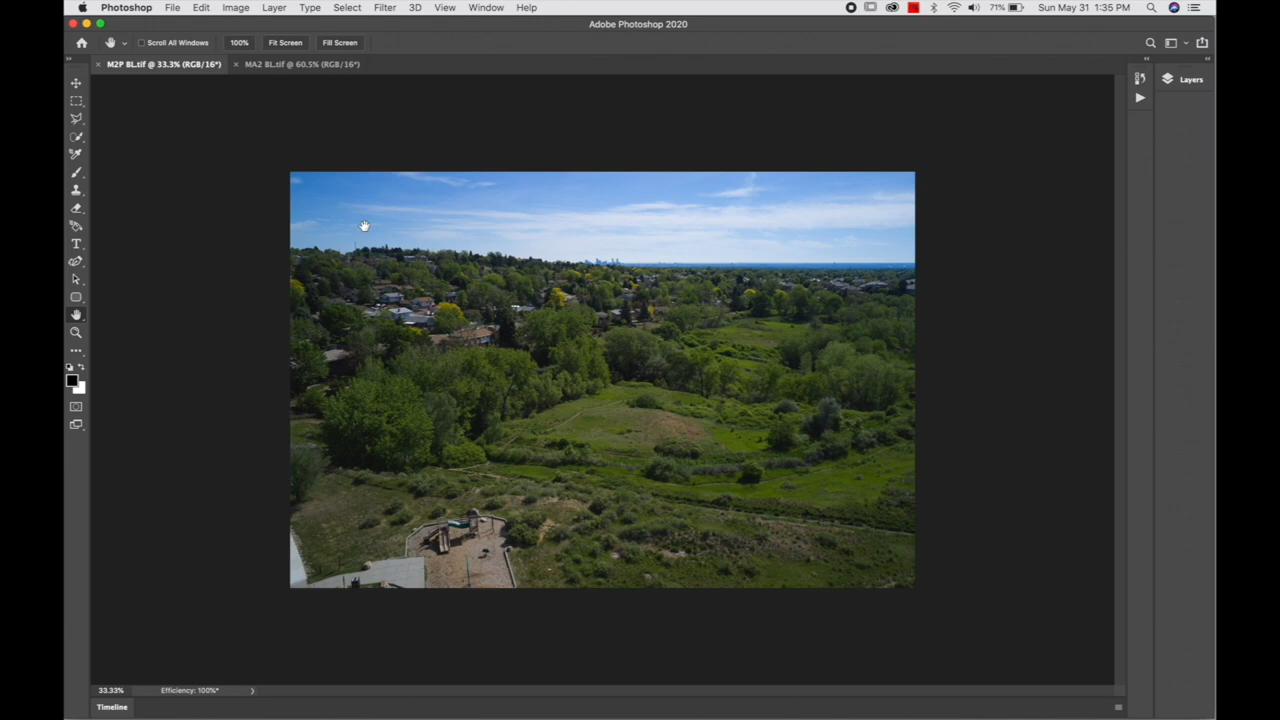 Photoshop File Edit Image Layer Type Select Filter 3D View Window Help 71% Sun May 31 1:35 PM
Adobe Photoshop 2020
Scroll All Windows 100% Fit Screen Fill Screen
× M2P BL.tif @ 33.3% (RGB/16*) × MA2 BL.tif @ 60.5% (RGB/16*)
Layers
T
33.33% Efficiency: 100%* >
Timeline